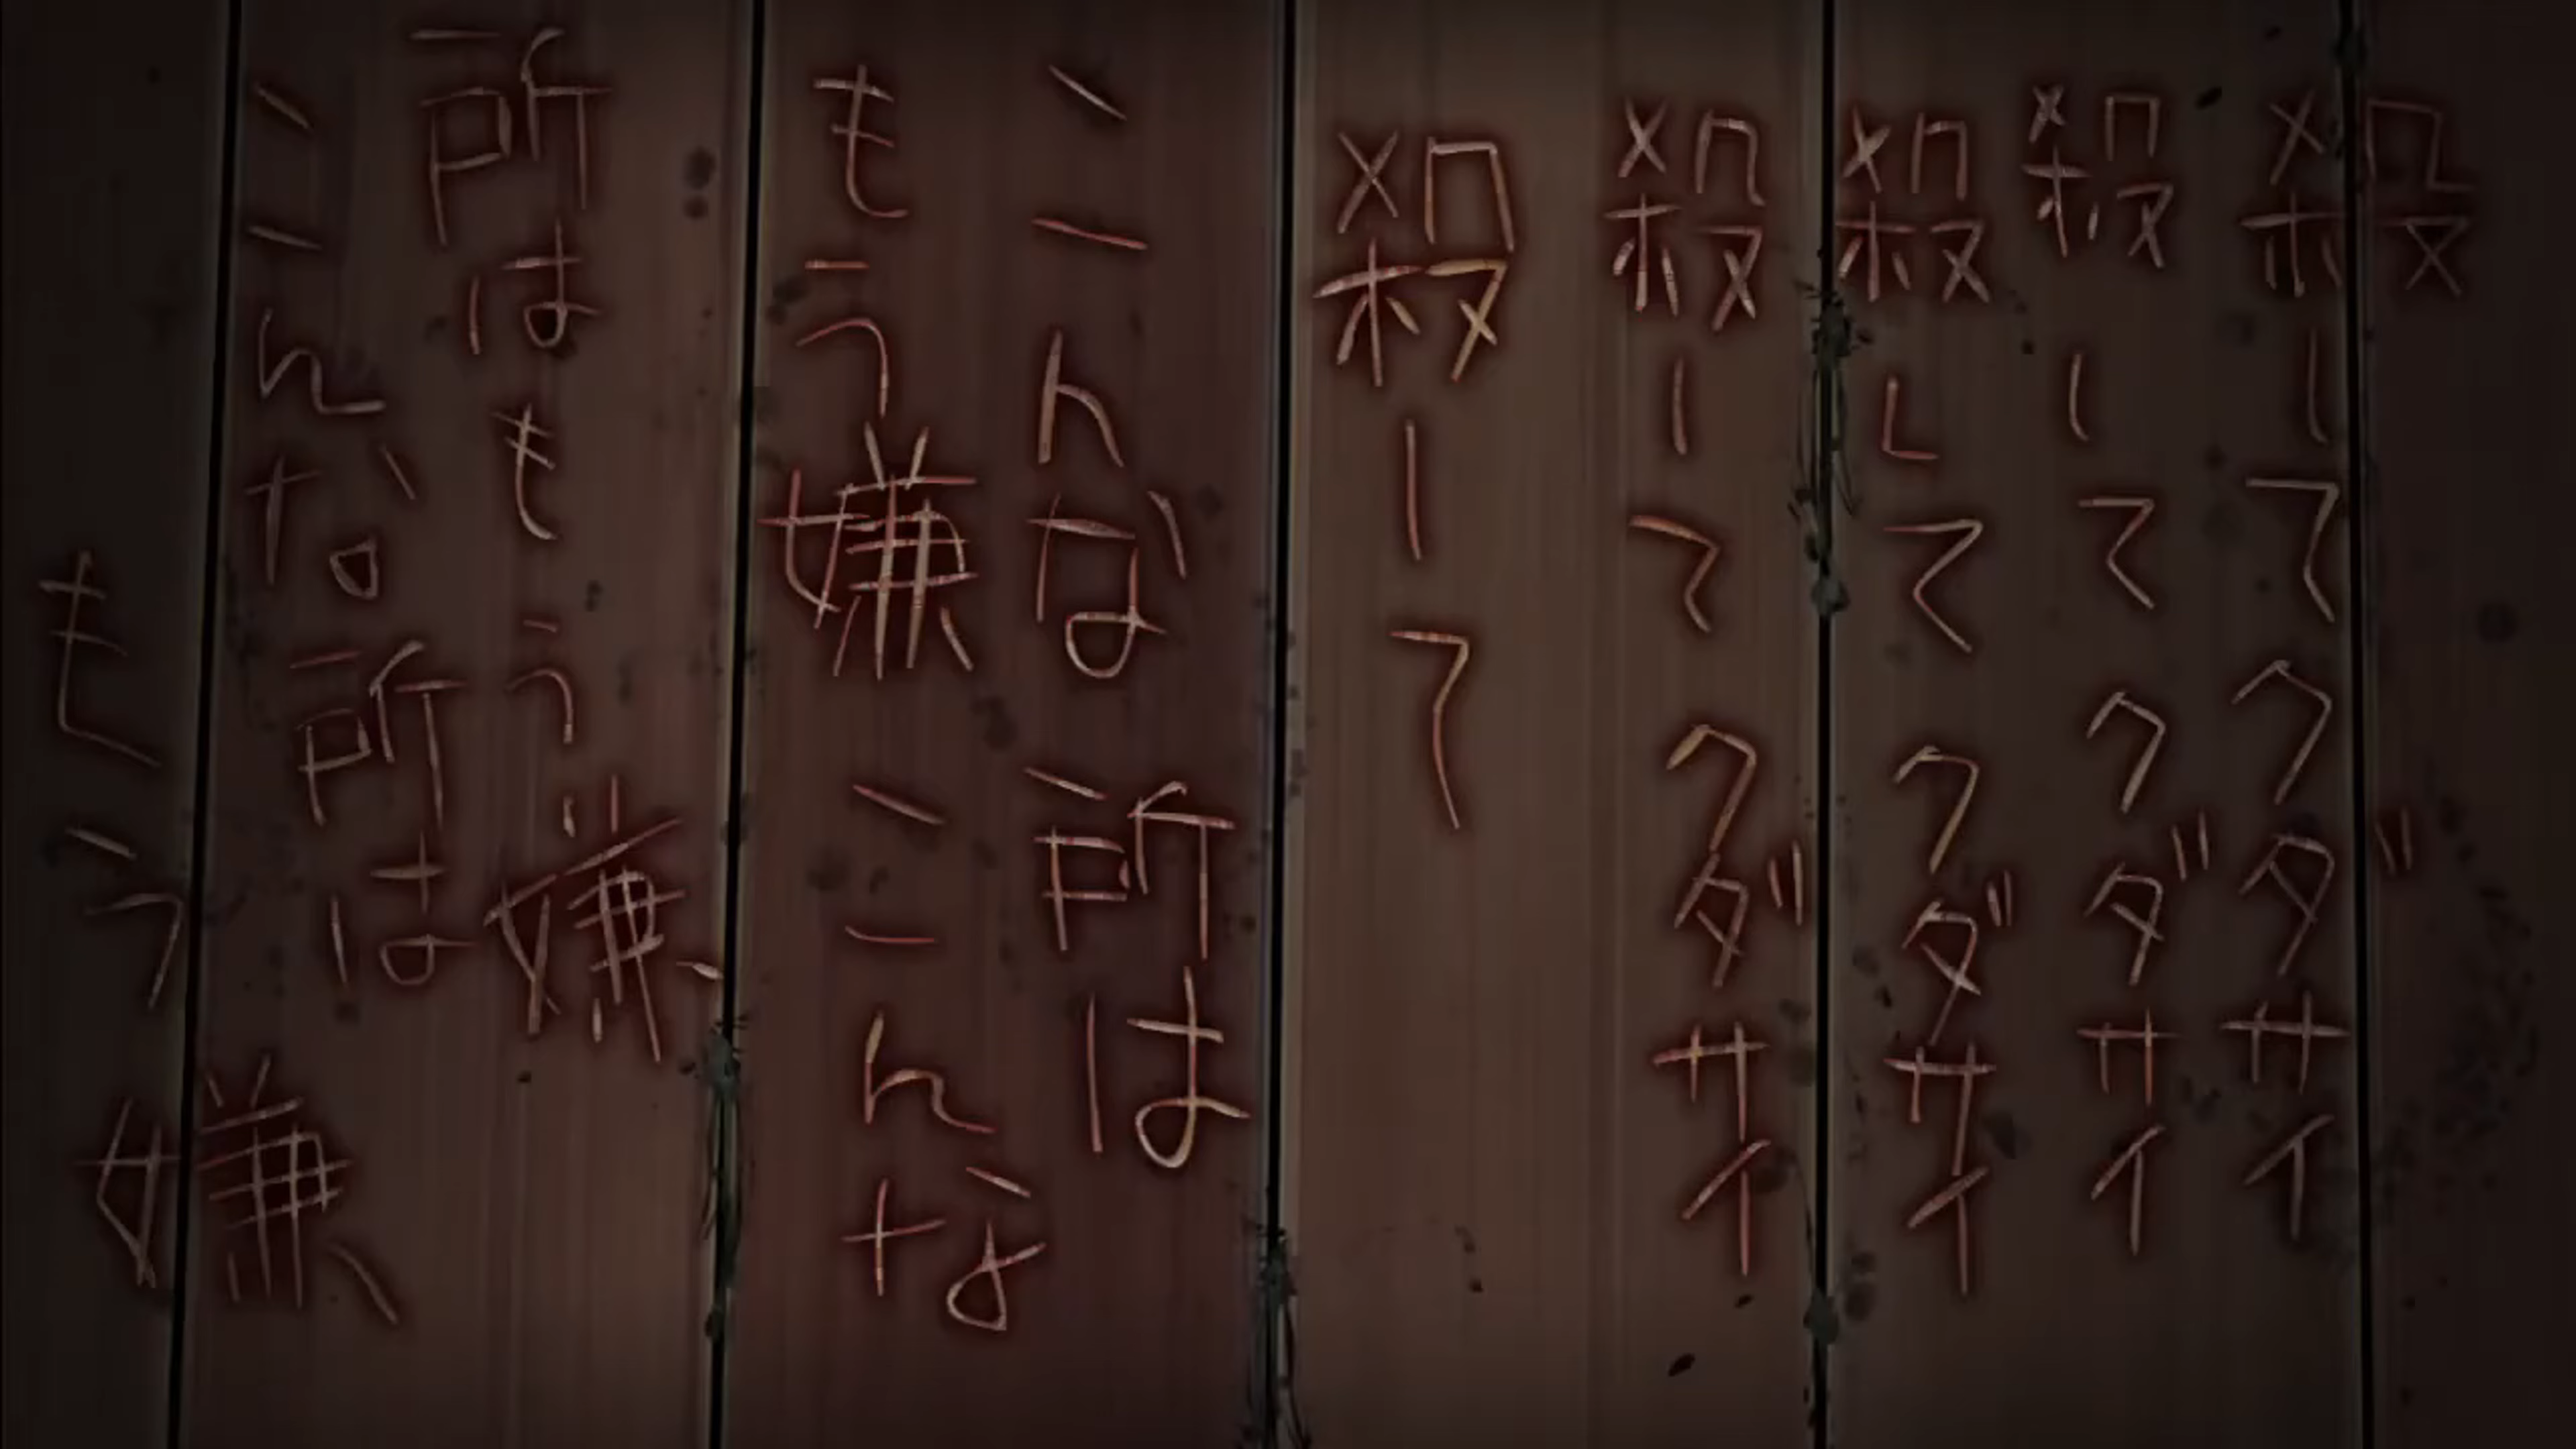 殺してクダサイ
殺してクダサイ
殺してクダサイ
殺してクダサイ
殺して
こんな所は
もう嫌こんな
所はもう嫌、
こんな所は
もう嫌、